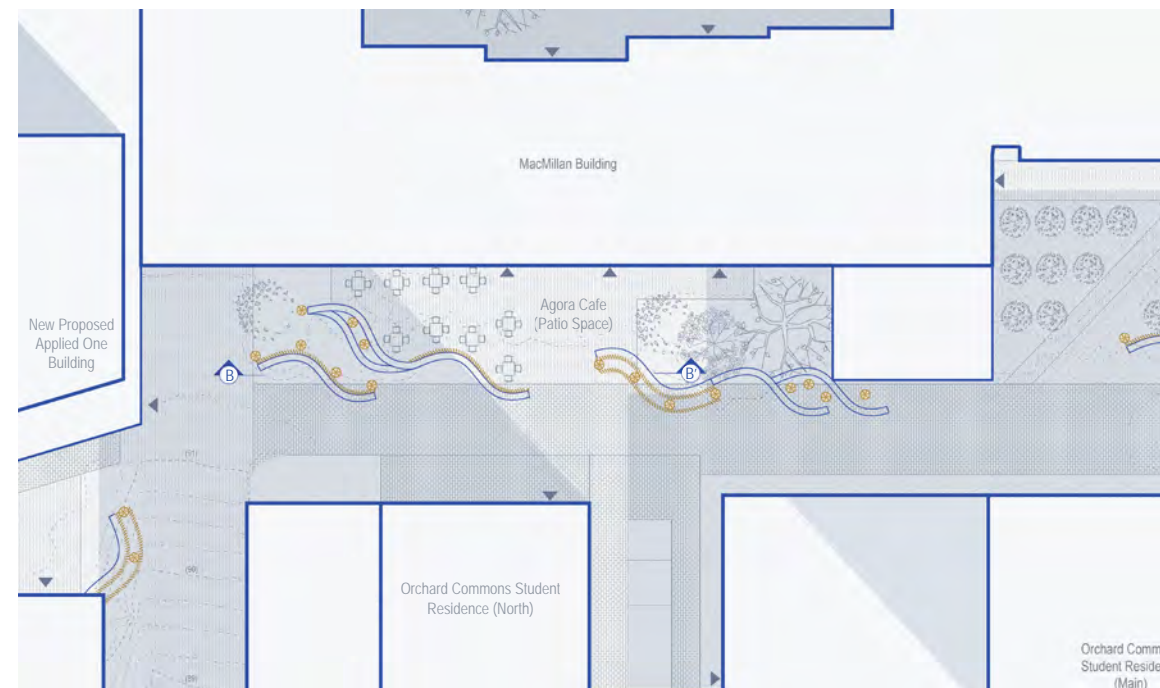 MacMillan Building
Agora Cafe
(Patio Space)
New Proposed
Applied One
Building
B
B'
Orchard Commons Student
Residence (North)
Orchard Comm
Student Reside
(Main)